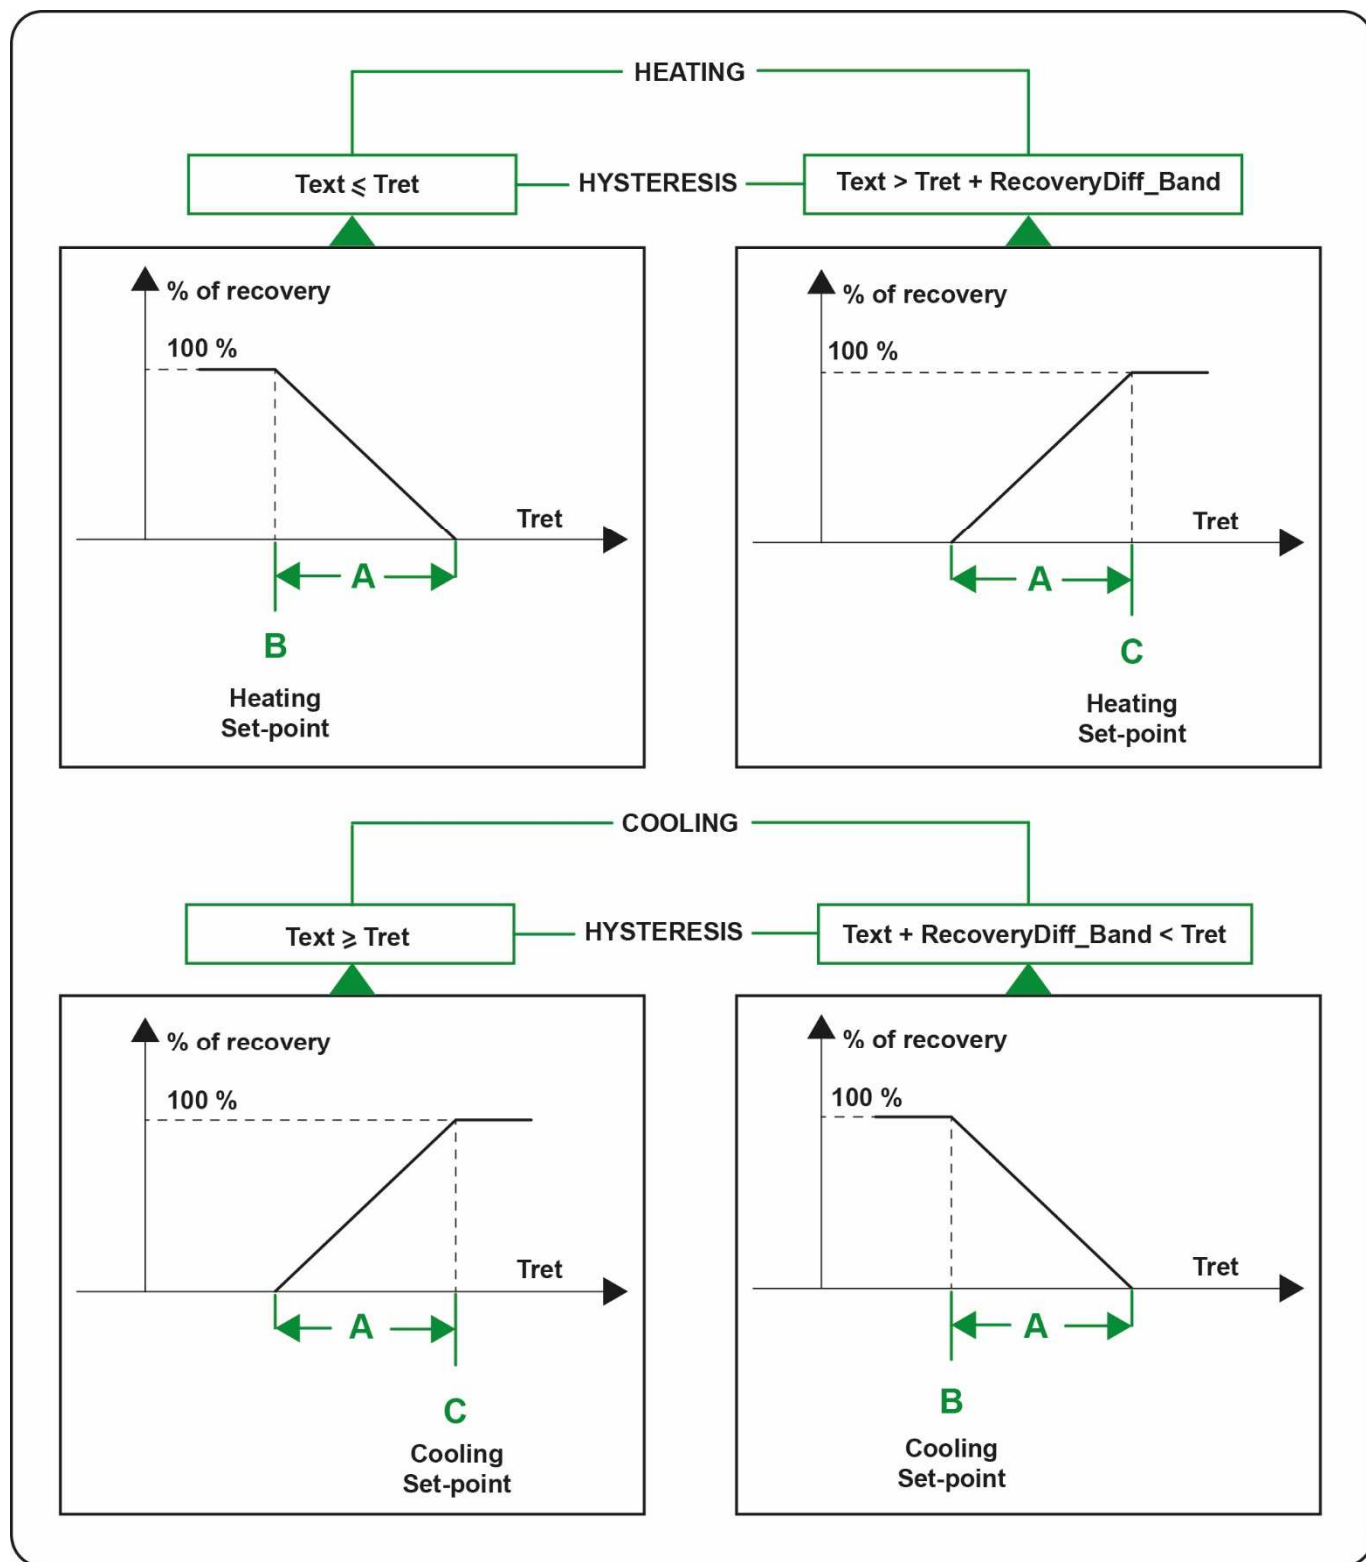 HEATING
Text ⩽ Tret
HYSTERESIS
Text > Tret + RecoveryDiff_Band
% of recovery
100 %
Tret
A
B
Heating
Set-point
% of recovery
100 %
Tret
A
C
Heating
Set-point
COOLING
Text ⩾ Tret
HYSTERESIS
Text + RecoveryDiff_Band < Tret
% of recovery
100 %
Tret
A
C
Cooling
Set-point
% of recovery
100 %
Tret
A
B
Cooling
Set-point